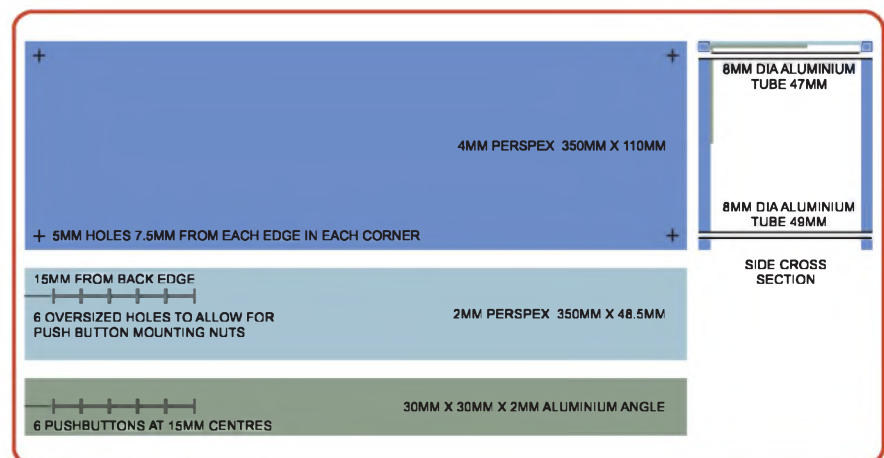 4MM PERSPEX 350MM X 110MM
5MM HOLES 7.5MM FROM EACH EDGE IN EACH CORNER
15MM FROM BACK EDGE
6 OVERSIZED HOLES TO ALLOW FOR
PUSH BUTTON MOUNTING NUTS
2MM PERSPEX 350MM X 48.5MM
30MM X 30MM X 2MM ALUMINIUM ANGLE
6 PUSHBUTTONS AT 15MM CENTRES
8MM DIA ALUMINIUM
TUBE 47MM
8MM DIA ALUMINIUM
TUBE 49MM
SIDE CROSS
SECTION